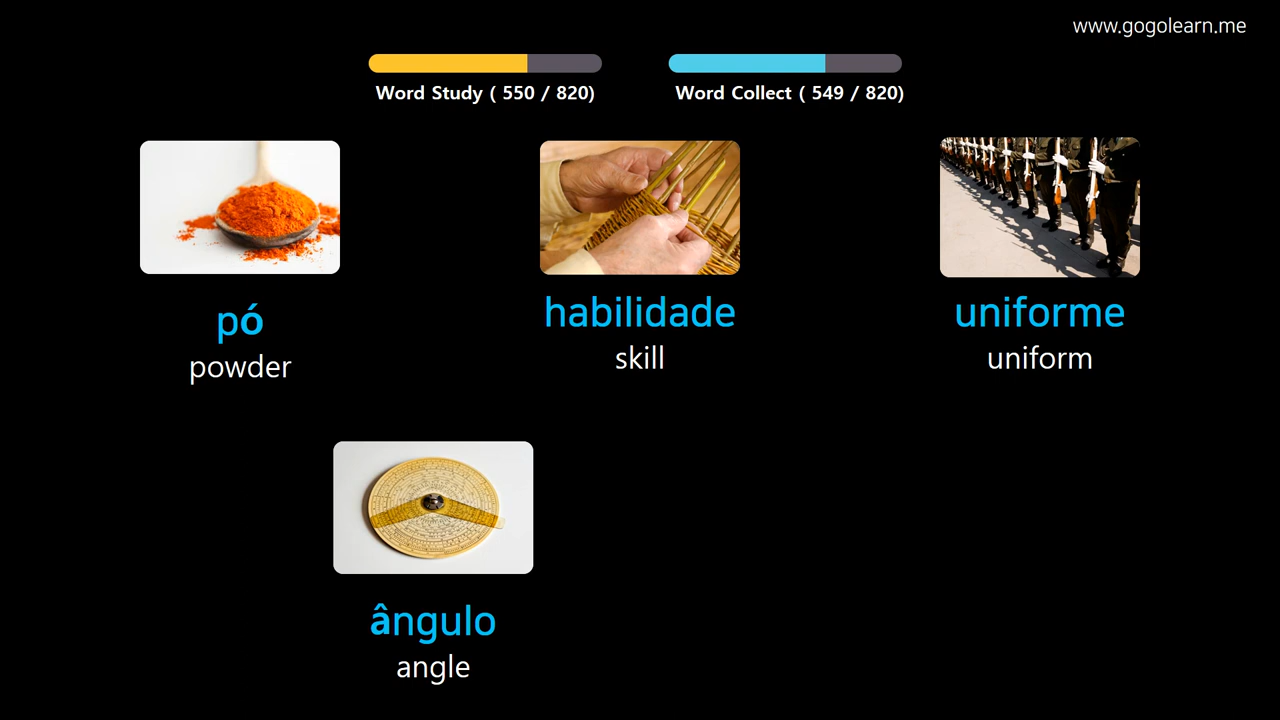 www.gogolearn.me
Word Study ( 550 / 820)
Word Collect ( 549 / 820)
pó
powder
habilidade
skill
uniforme
uniform
ângulo
angle